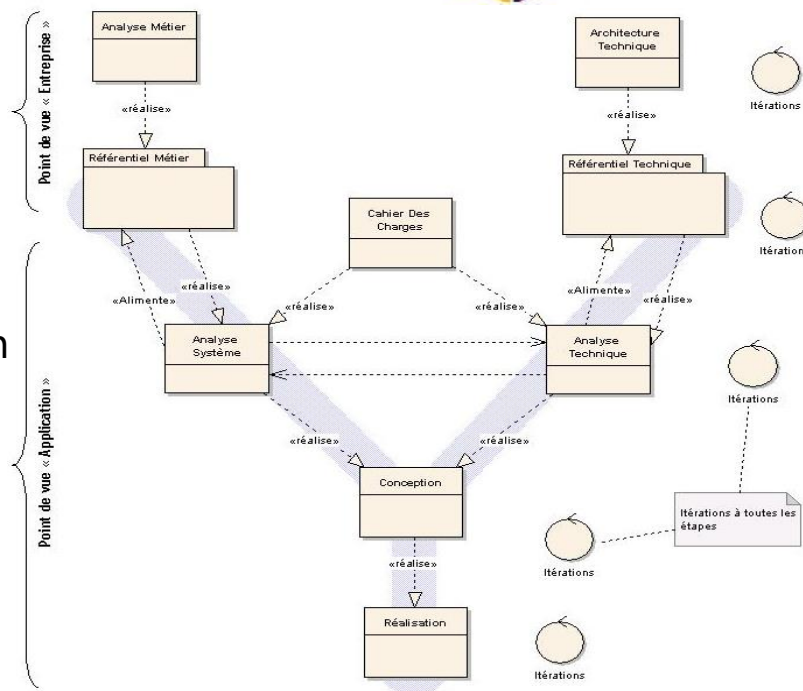 Point de vue « Entreprise »
Analyse Métier
Architecture
Technique
Itérations
«réalise»
«réalise»
Référentiel Métier
Référentiel Technique
Cahier Des
Charges
Itération
«réalise»
«Alimente»
«réalise»
«réalise»
«Alimente»
«réalise»
n
Point de vue « Application »
Analyse
Système
Analyse
Technique
Itérations
«réalise»
«réalise»
Conception
Itérations à toutes les
étapes
Itérations
«réalise»
Réalisation
Itérations